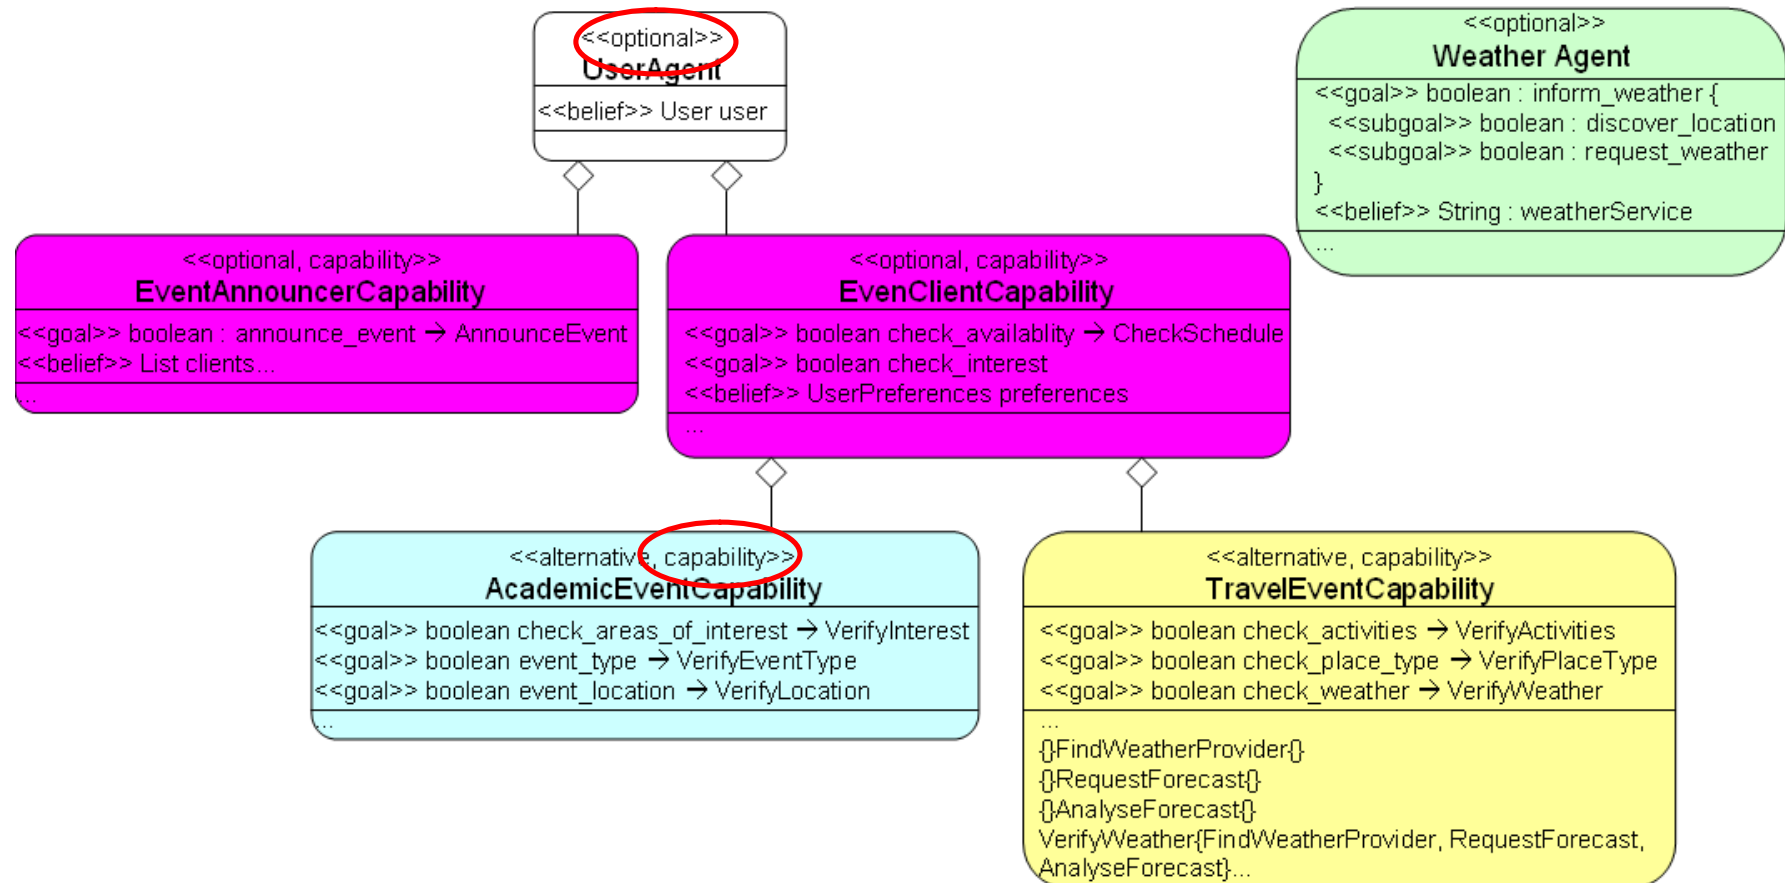 <<optional>>
UserAgent
<<belief>> User user
<<optional>>
Weather Agent
<<goal>> boolean : inform_weather {
<<subgoal>> boolean : discover_location
<<subgoal>> boolean : request_weather
}
<<belief>> String : weatherService
...
<<optional, capability>>
EventAnnouncerCapability
<<goal>> boolean : announce_event → AnnounceEvent
<<belief>> List clients...
...
<<optional, capability>>
EvenClientCapability
<<goal>> boolean check_availablity → CheckSchedule
<<goal>> boolean check_interest
<<belief>> UserPreferences preferences
...
<<alternative, capability>>
AcademicEventCapability
<<goal>> boolean check_areas_of_interest → VerifyInterest
<<goal>> boolean event_type → VerifyEventType
<<goal>> boolean event_location → VerifyLocation
...
<<alternative, capability>>
TravelEventCapability
<<goal>> boolean check_activities → VerifyActivities
<<goal>> boolean check_place_type → VerifyPlaceType
<<goal>> boolean check_weather → VerifyWeather
...
{}FindWeatherProvider{}
{}RequestForecast{}
{}AnalyseForecast{}
VerifyWeather{FindWeatherProvider, RequestForecast,
AnalyseForecast}...